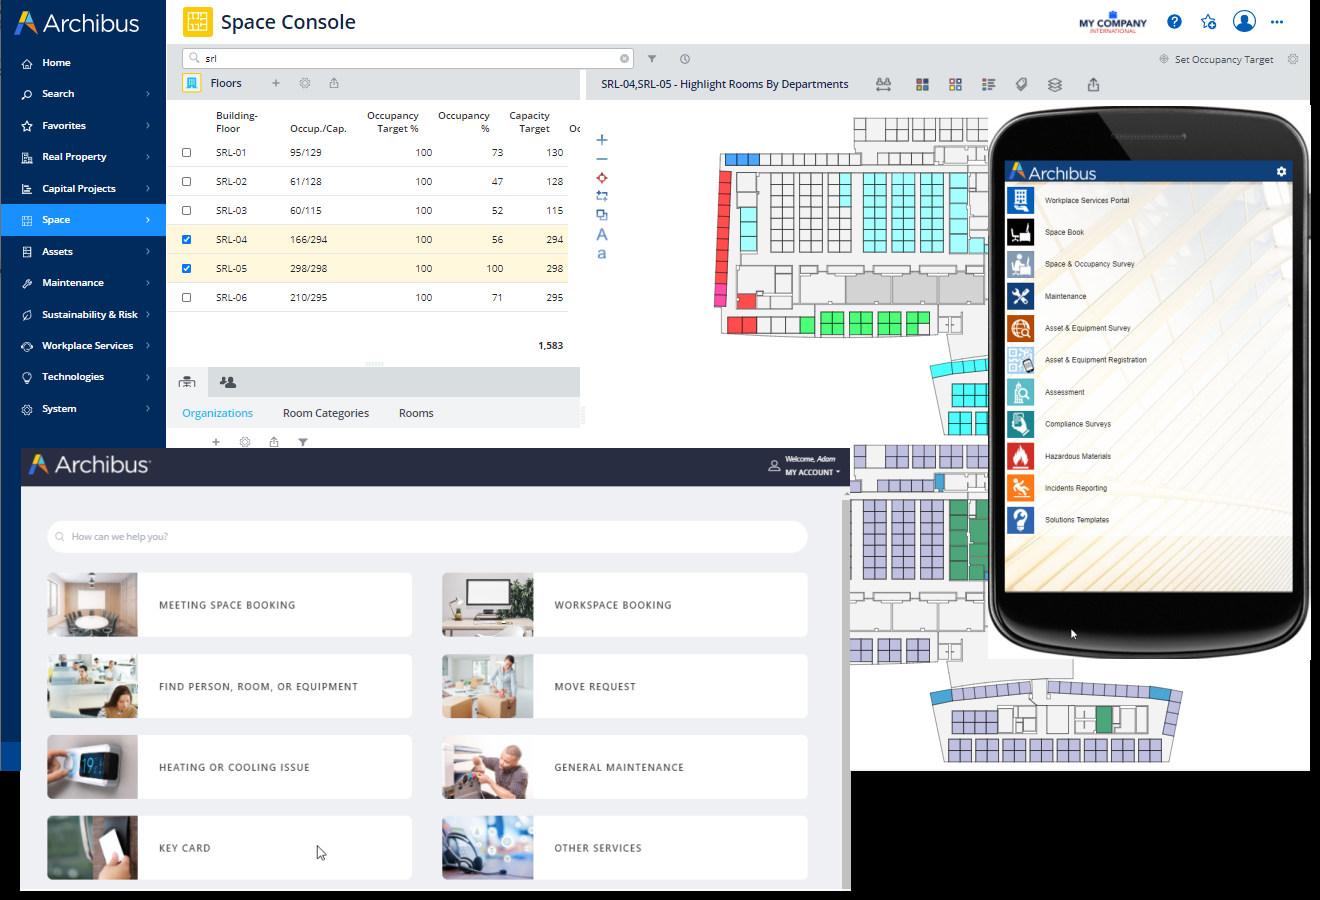 Archibus
Home
Search
Favorites
Real Property
Capital Projects
Space
Assets
Maintenance
Sustainability & Risk
Workplace Services
Technologies
System
Space Console
MY COMPANY
INTERNATIONAL
srl
Set Occupancy Target
Floors
SRL-04,SRL-05 - Highlight Rooms By Departments
Building-Floor Occup./Cap. Occupancy Target % Occupancy % Capacity Target Oc
SRL-01 95/129 100 73 130
SRL-02 61/128 100 47 128
SRL-03 60/115 100 52 115
SRL-04 166/294 100 56 294
SRL-05 298/298 100 100 298
SRL-06 210/295 100 71 295
1,583
Organizations Room Categories Rooms
A
a
Archibus
Workplace Services Portal
Space Book
Space & Occupancy Survey
Maintenance
Asset & Equipment Survey
Asset & Equipment Registration
Assessment
Compliance Surveys
Hazardous Materials
Incidents Reporting
Solutions Templates
Archibus
Welcome, Adam
MY ACCOUNT
How can we help you?
MEETING SPACE BOOKING
WORKSPACE BOOKING
FIND PERSON, ROOM, OR EQUIPMENT
MOVE REQUEST
HEATING OR COOLING ISSUE
19
GENERAL MAINTENANCE
KEY CARD
OTHER SERVICES